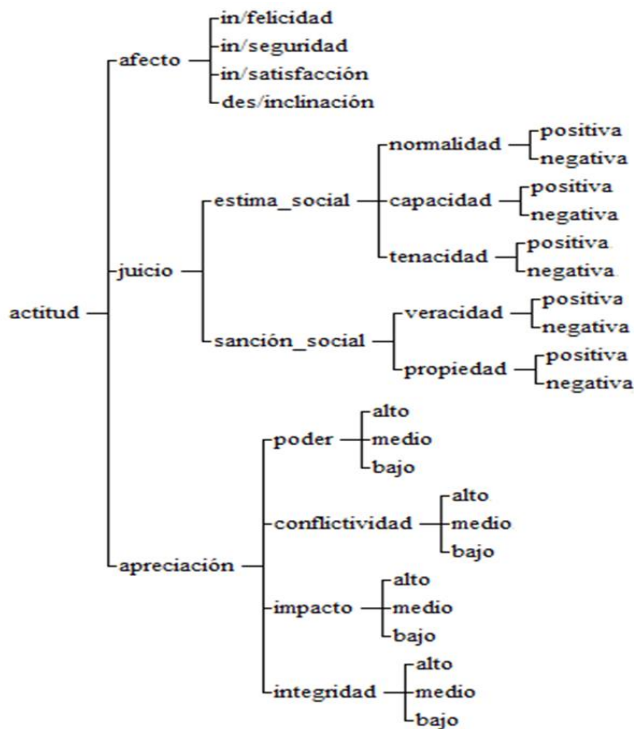 in/felicidad
in/seguridad
afecto
in/satisfacción
des/inclinación
positiva
normalidad
negativa
positiva
estima_social
capacidad
negativa
positiva
tenacidad
negativa
juicio
positiva
veracidad
negativa
actitud
sanción_social
positiva
propiedad
negativa
alto
poder
medio
bajo
alto
conflictividad
medio
bajo
apreciación
alto
impacto
medio
bajo
alto
integridad
medio
bajo